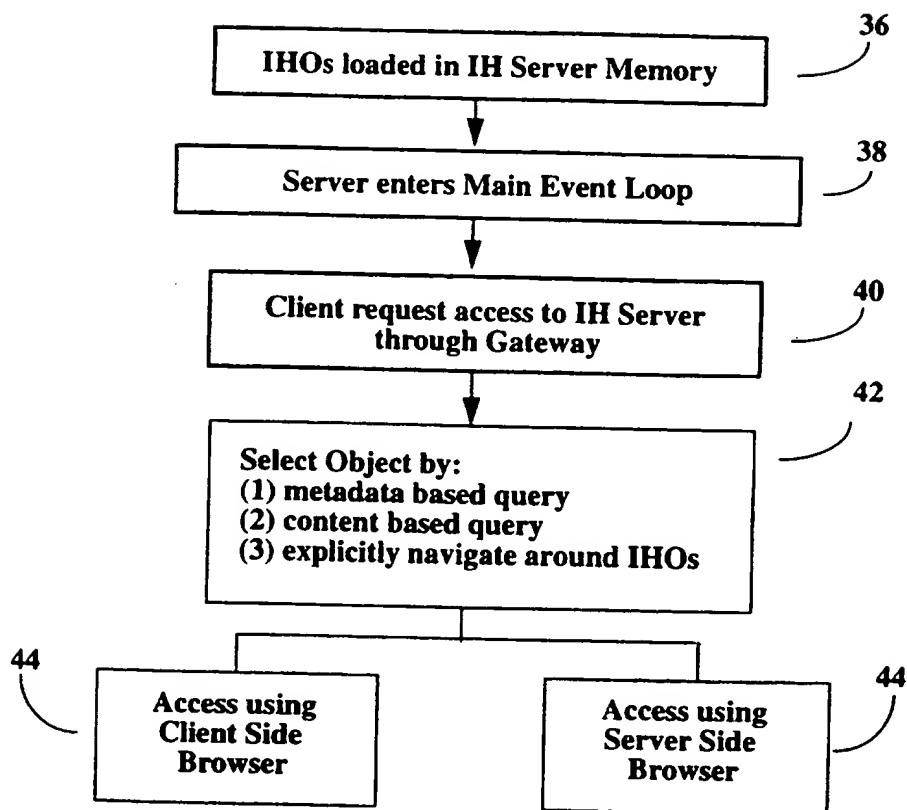 36
IHOs loaded in IH Server Memory
38
Server enters Main Event Loop
40
Client request access to IH Server
through Gateway
42
Select Object by:
(1) metadata based query
(2) content based query
(3) explicitly navigate around IHOs
44
Access using
Client Side
Browser
44
Access using
Server Side
Browser